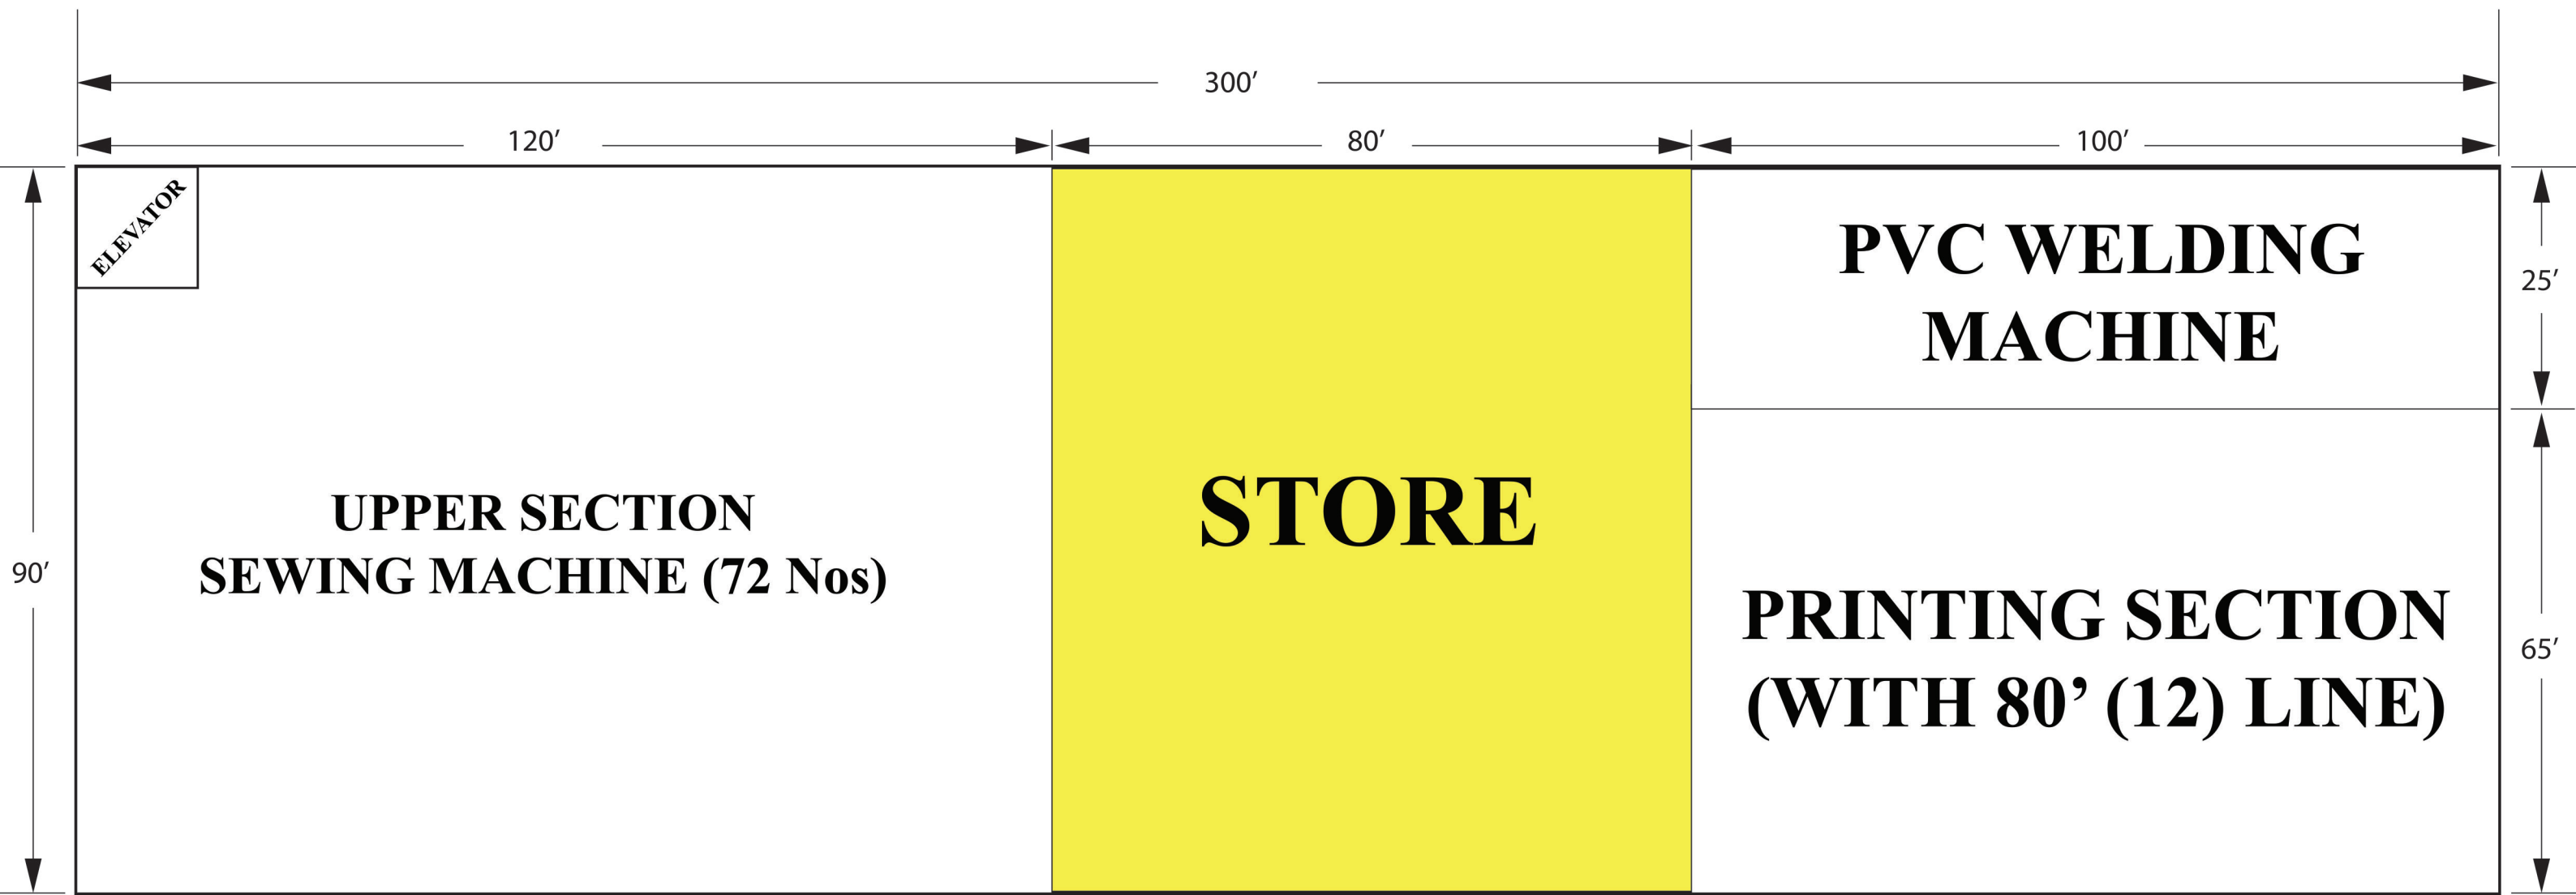 300′
120′
80′
100′
ELEVATOR
PVC WELDING
MACHINE
25′
UPPER SECTION
SEWING MACHINE (72 Nos)
STORE
90′
PRINTING SECTION
(WITH 80’ (12) LINE)
65′